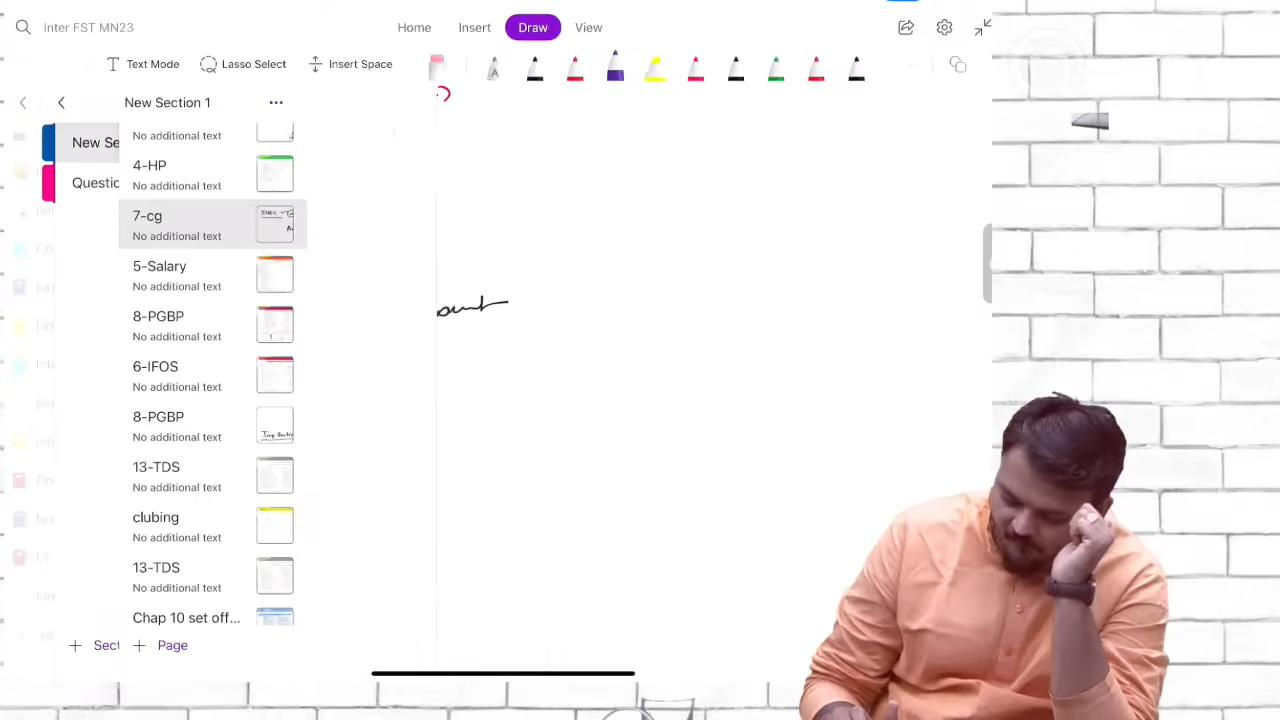 Inter FST MN23
Home Insert Draw View
Text Mode Lasso Select Insert Space
New Section 1
No additional text
New Se
Questio
4-HP
No additional text
7-cg
No additional text
5-Salary
No additional text
8-PGBP
No additional text
6-IFOS
No additional text
8-PGBP
No additional text
13-TDS
No additional text
clubing
No additional text
13-TDS
No additional text
Chap 10 set off...
+ Sect + Page